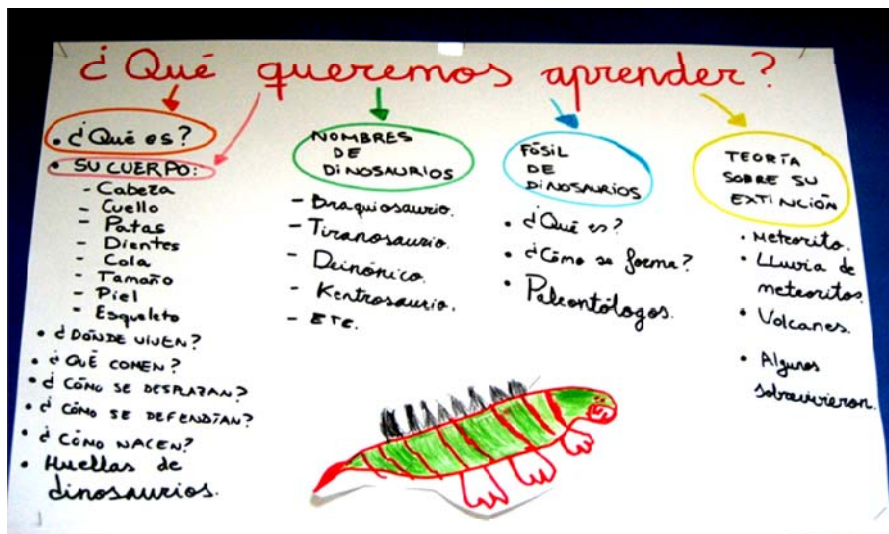 ¿Qué queremos aprender?
• ¿Qué es?
• SU CUERPO:
- Cabeza
- Cuello
- Patas
- Dientes
- Cola
- Tamaño
- Piel
- Esqueleto
• ¿DÓNDE VIVEN?
• ¿QUÉ COMEN?
• ¿CÓMO SE DESPLAZAN?
• ¿CÓMO SE DEFENDÍAN?
• ¿CÓMO NACEN?
• Huellas de
dinosaurios.
NOMBRES
DE
DINOSAURIOS
- Braquiosaurio.
- Tiranosaurio.
- Deinónico.
- Kentrosaurio.
- ETC.
FÓSIL
DE
DINOSAURIOS
• ¿Qué es?
• ¿Cómo se forma?
• Paleontólogos.
TEORÍA
SOBRE SU
EXTINCIÓN
• Meteorito.
• Lluvia de
meteoritos.
• Volcanes.
• Algunos
sobrevivieron.